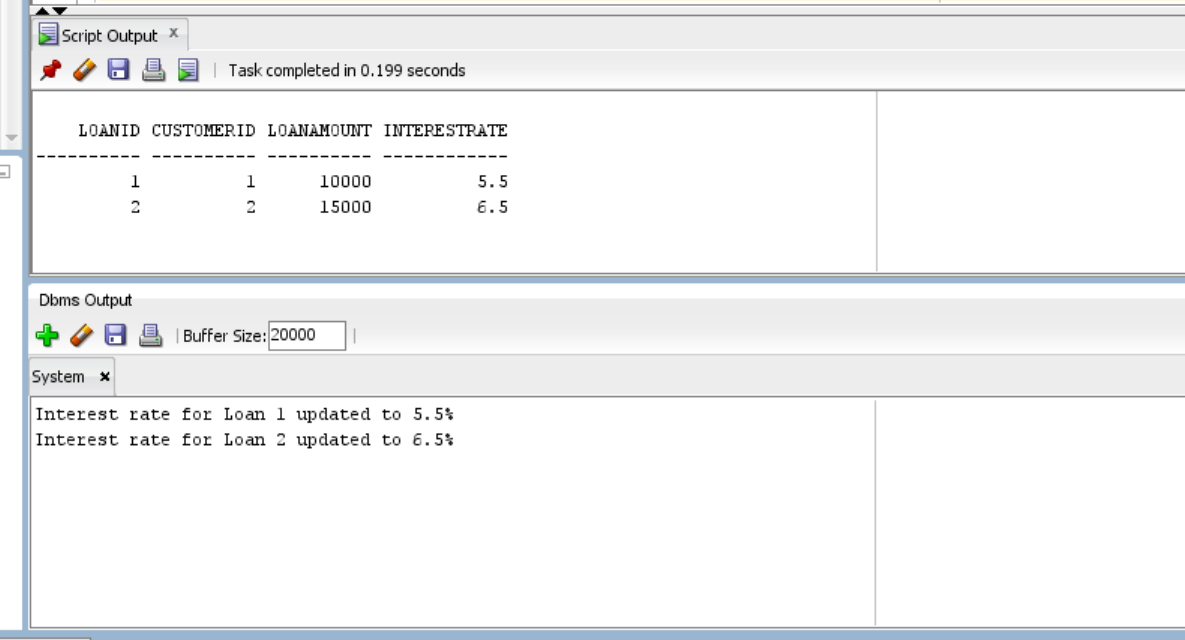 Script Output x
Task completed in 0.199 seconds
LOANID CUSTOMERID LOANAMOUNT INTERESTRATE
---------- ---------- ---------- ------------
1 1 10000 5.5
2 2 15000 6.5
Dbms Output
Buffer Size: 20000
System x
Interest rate for Loan 1 updated to 5.5%
Interest rate for Loan 2 updated to 6.5%